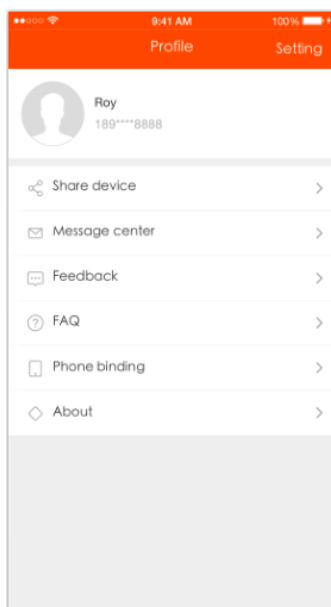 9:41 AM
100%
Profile
Setting
Roy
189****8888
Share device
Message center
Feedback
FAQ
Phone binding
About